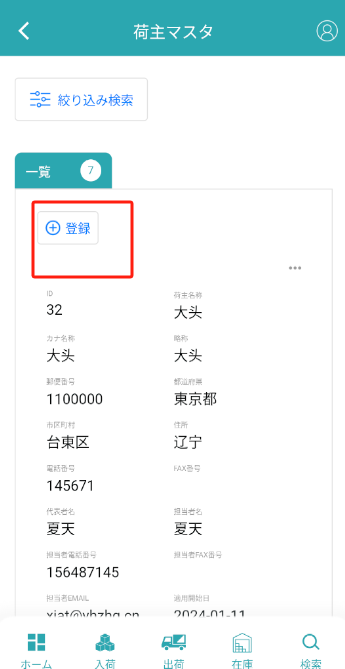 荷主マスタ
絞り込み検索
一覧 7
登録
ID 荷主名称
32 大头
カナ名称 略称
大头 大头
郵便番号 都道府県
1100000 東京都
市区町村 住所
台東区 辽宁
電話番号 FAX番号
145671
代表者名 担当者名
夏天 夏天
担当者電話番号 担当者FAX番号
156487145
担当者EMAIL 適用開始日
xiat@yhzhq.cn 2024-01-11
ホーム 入荷 出荷 在庫 検索